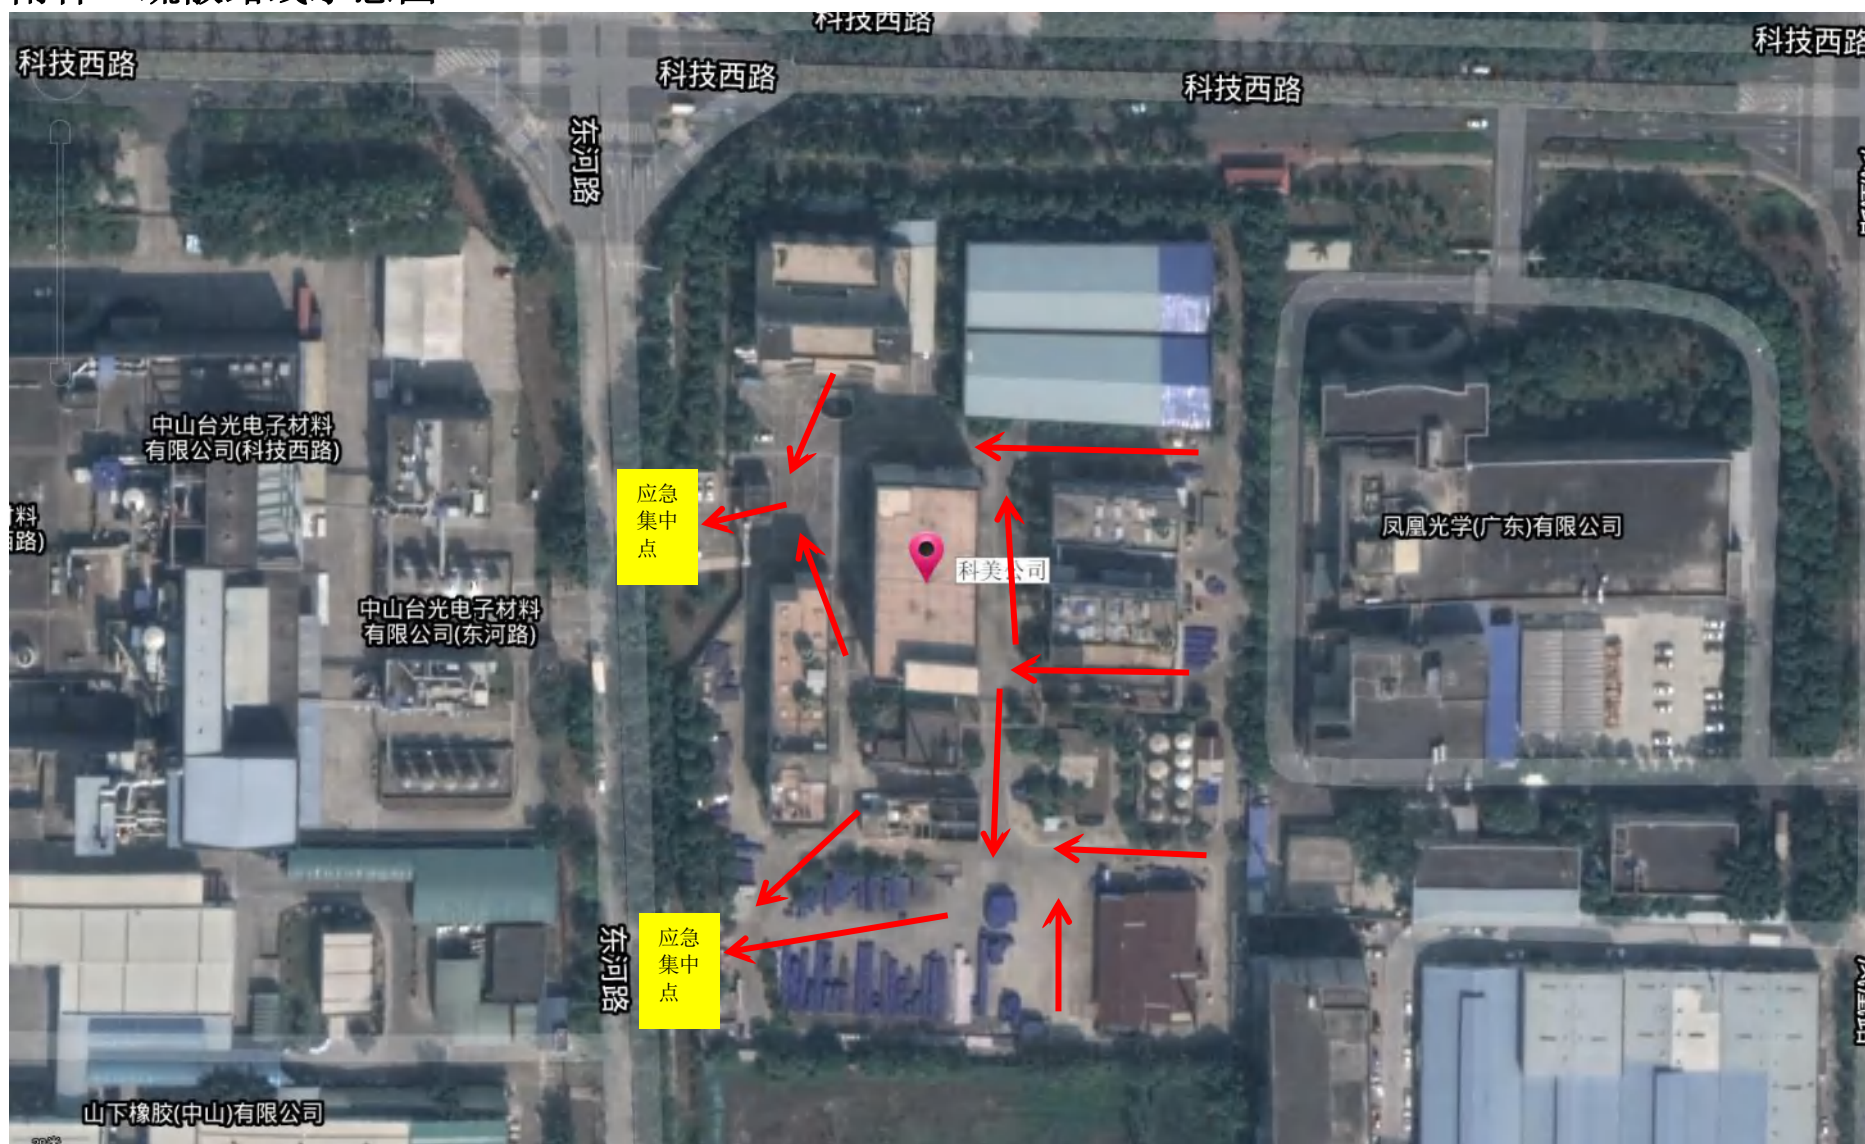 科技西路
科技西路
科技西路
科技西路
科技西
东河路
中山台光电子材料
有限公司(科技西路)
应急
集中
点
凤凰光学(广东)有限公司
科美公司
中山台光电子材料
有限公司(东河路)
应急
集中
点
东河路
山下橡胶(中山)有限公司